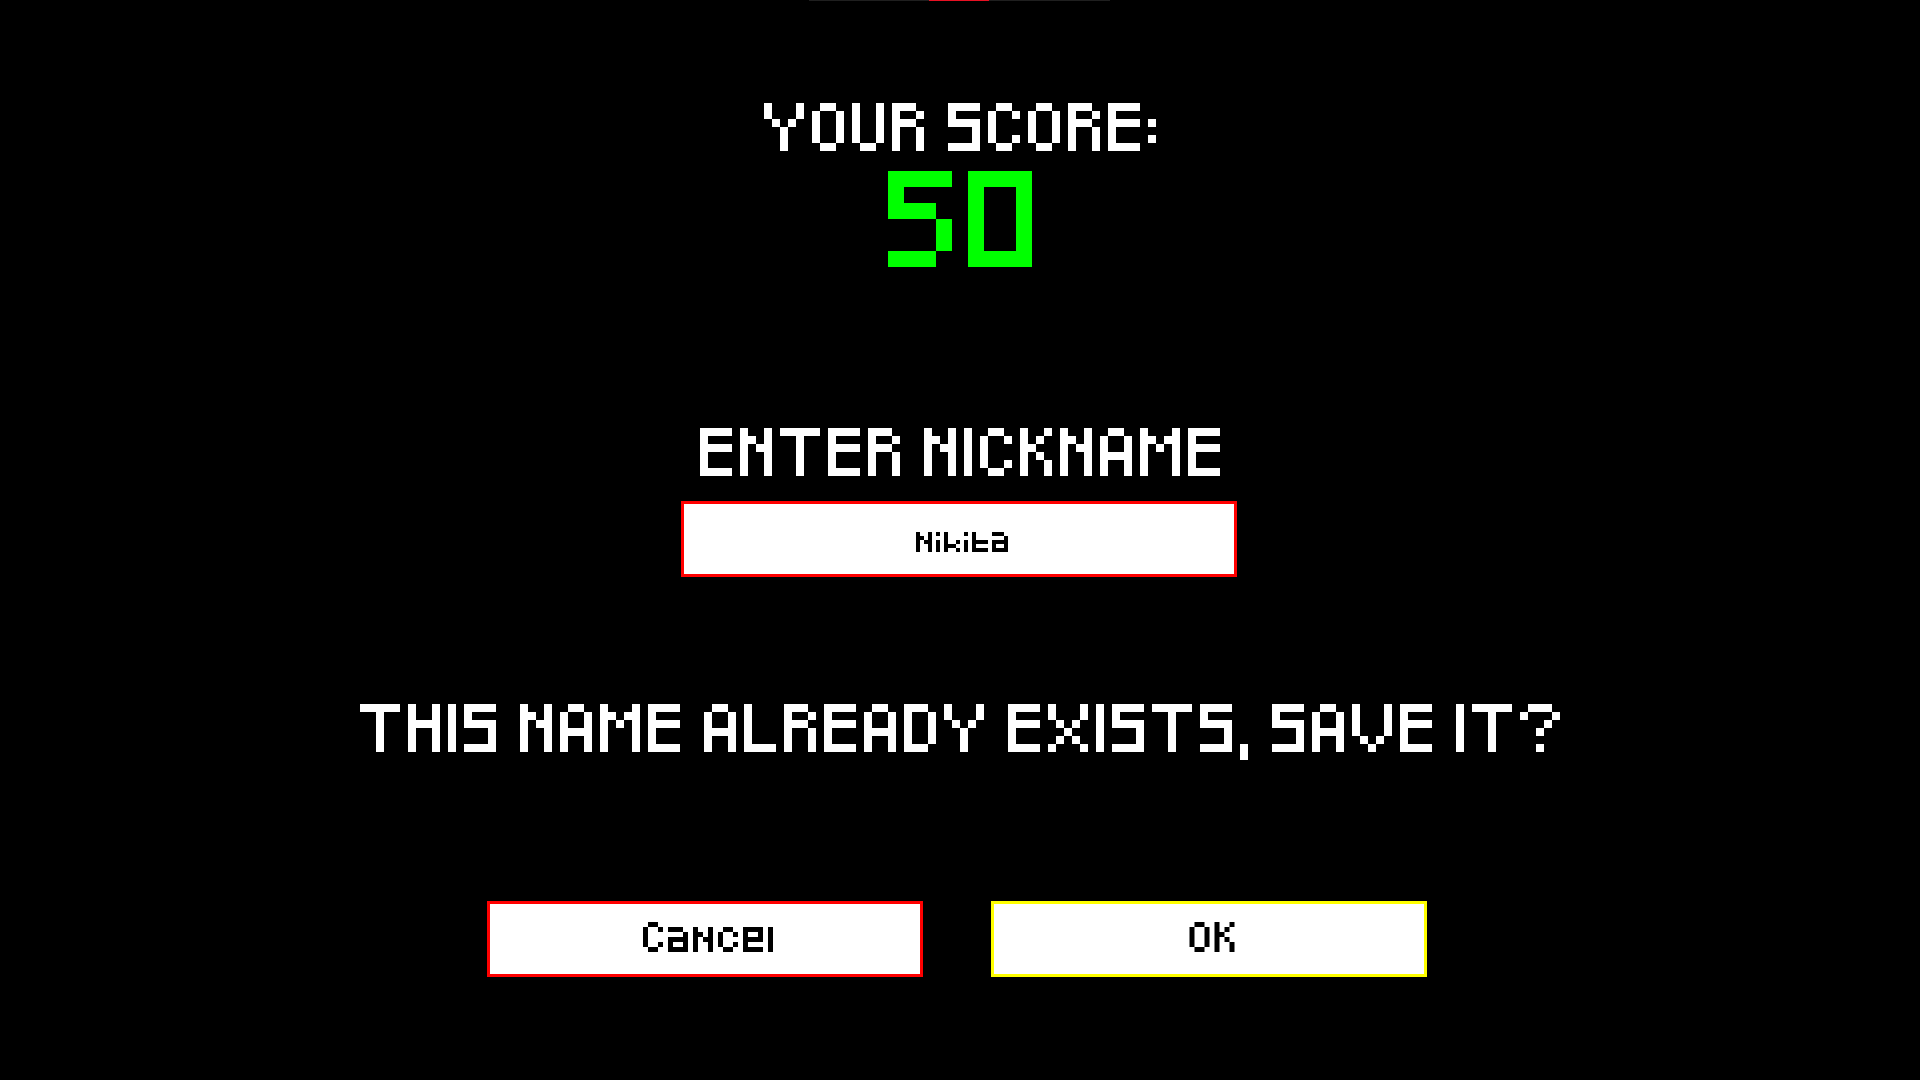 YOUR SCORE:
50
ENTER NICKNAME
Nikita
THIS NAME ALREADY EXISTS, SAVE IT?
Cancel
OK